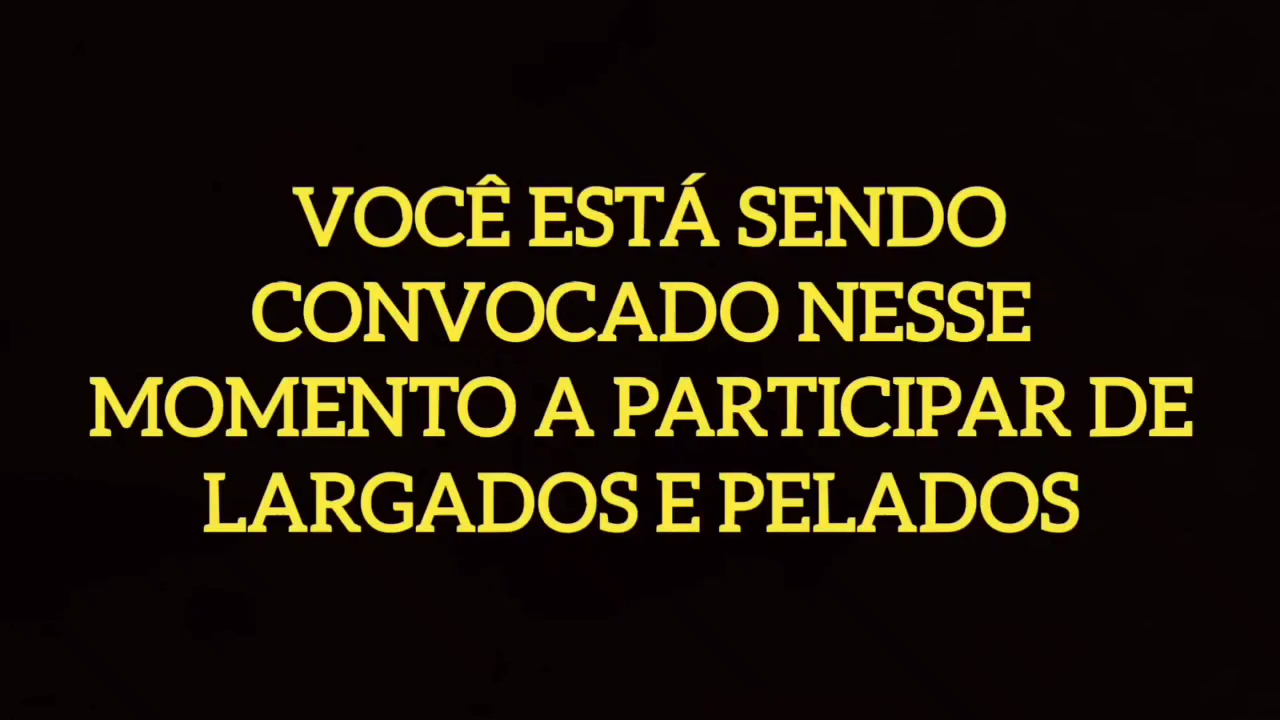 VOCÊ ESTÁ SENDO
CONVOCADO NESSE
MOMENTO A PARTICIPAR DE
LARGADOS E PELADOS